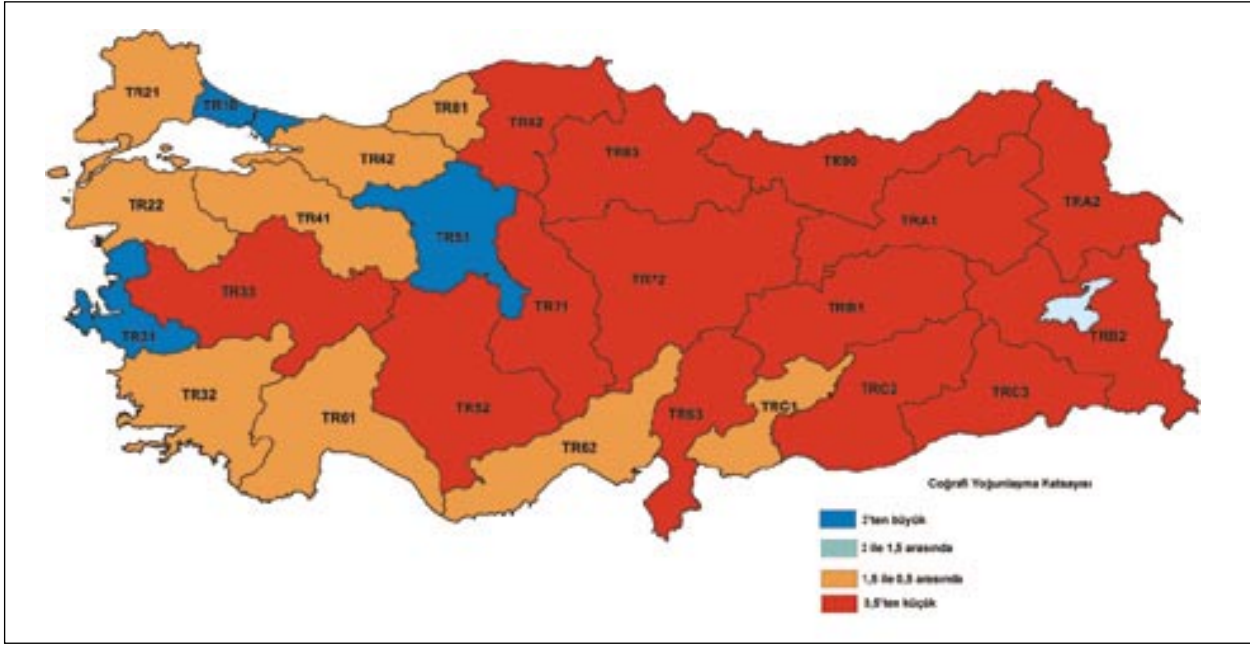 TR21
TR10
TR81
TR82
TR83
TR90
TRA2
TR42
TRA1
TR22
TR41
TR51
TR72
TR33
TR71
TRB1
TRB2
TR31
TR32
TRC2
TRC3
TR52
TR63
TRC1
TR61
TR62
Coğrafi Yoğunlaşma Katsayısı
2'ten büyük
2 ile 1,5 arasında
1,5 ile 0,5 arasında
0,5'ten küçük